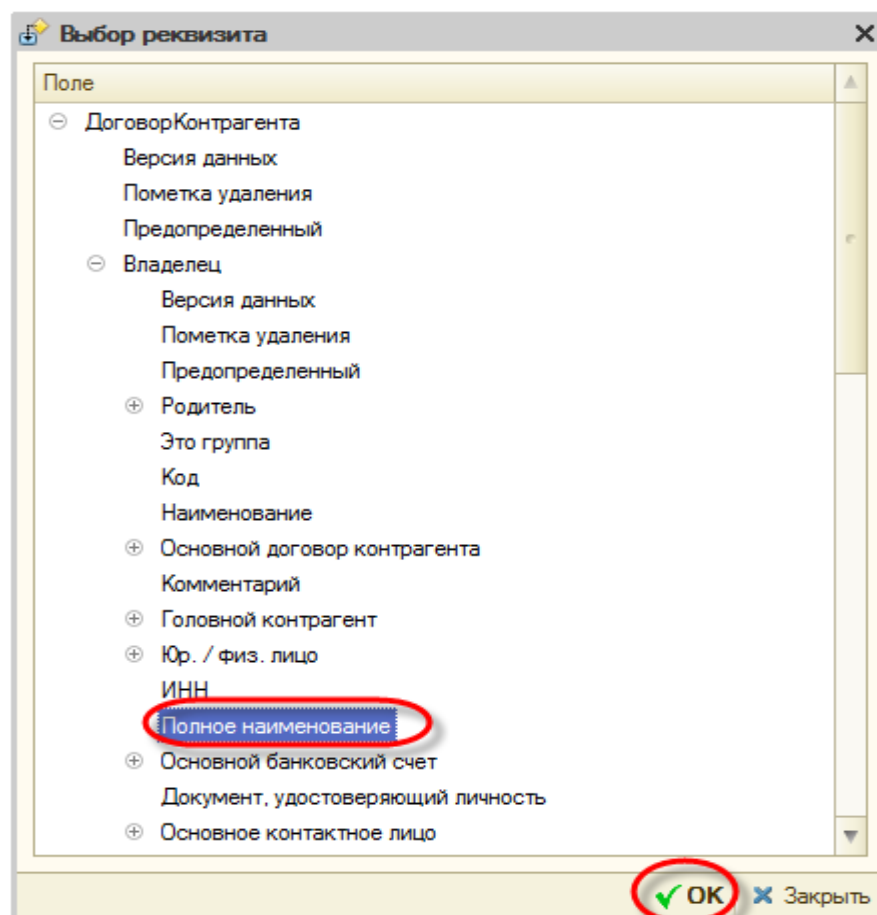 Выбор реквизита
Поле
ДоговорКонтрагента
Версия данных
Пометка удаления
Предопределенный
Владелец
Версия данных
Пометка удаления
Предопределенный
Родитель
Это группа
Код
Наименование
Основной договор контрагента
Комментарий
Головной контрагент
Юр. / физ. лицо
ИНН
Полное наименование
Основной банковский счет
Документ, удостоверяющий личность
Основное контактное лицо
OK Закрыть